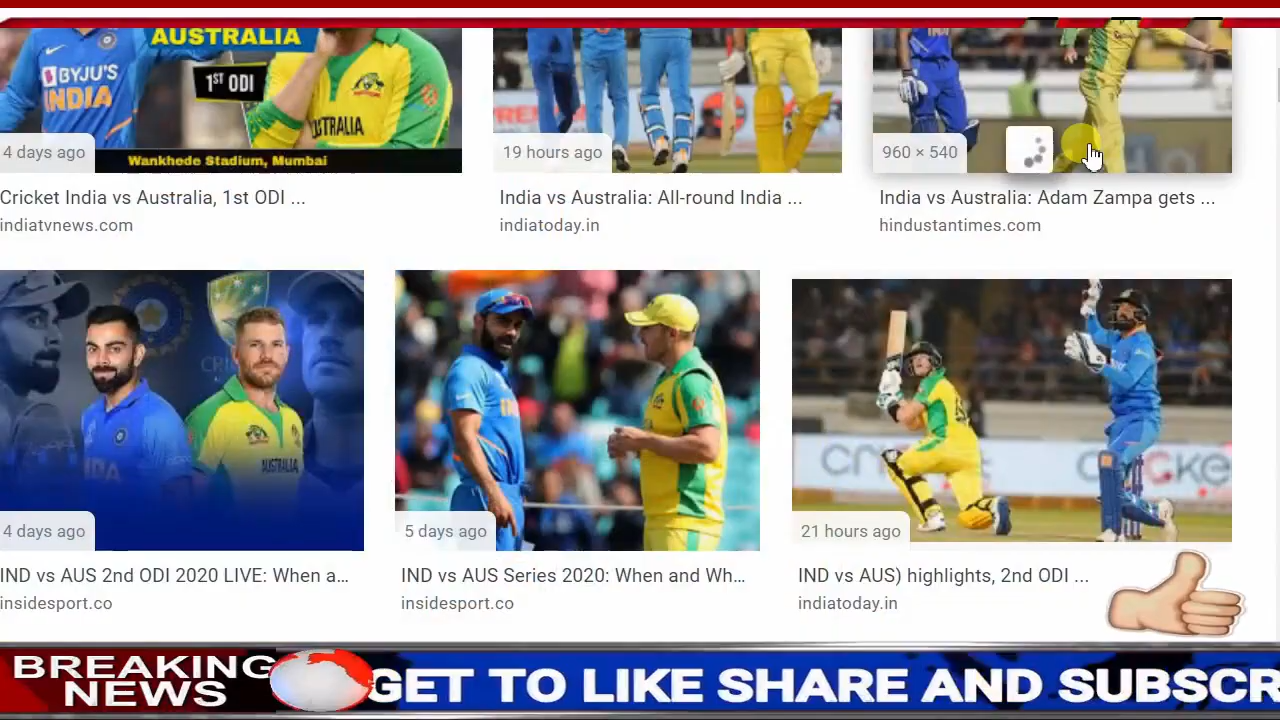 AUSTRALIA
BYJU'S
INDIA
1ST ODI
AUSTRALIA
Wankhede Stadium, Mumbai
4 days ago
19 hours ago
960 × 540
Cricket India vs Australia, 1st ODI ...
India vs Australia: All-round India ...
India vs Australia: Adam Zampa gets ...
indiatvnews.com
indiatoday.in
hindustantimes.com
AUSTRALIA
4 days ago
5 days ago
21 hours ago
IND vs AUS 2nd ODI 2020 LIVE: When a...
IND vs AUS Series 2020: When and Wh...
IND vs AUS) highlights, 2nd ODI ...
insidesport.co
insidesport.co
indiatoday.in
BREAKING
NEWS
GET TO LIKE SHARE AND SUBSCR